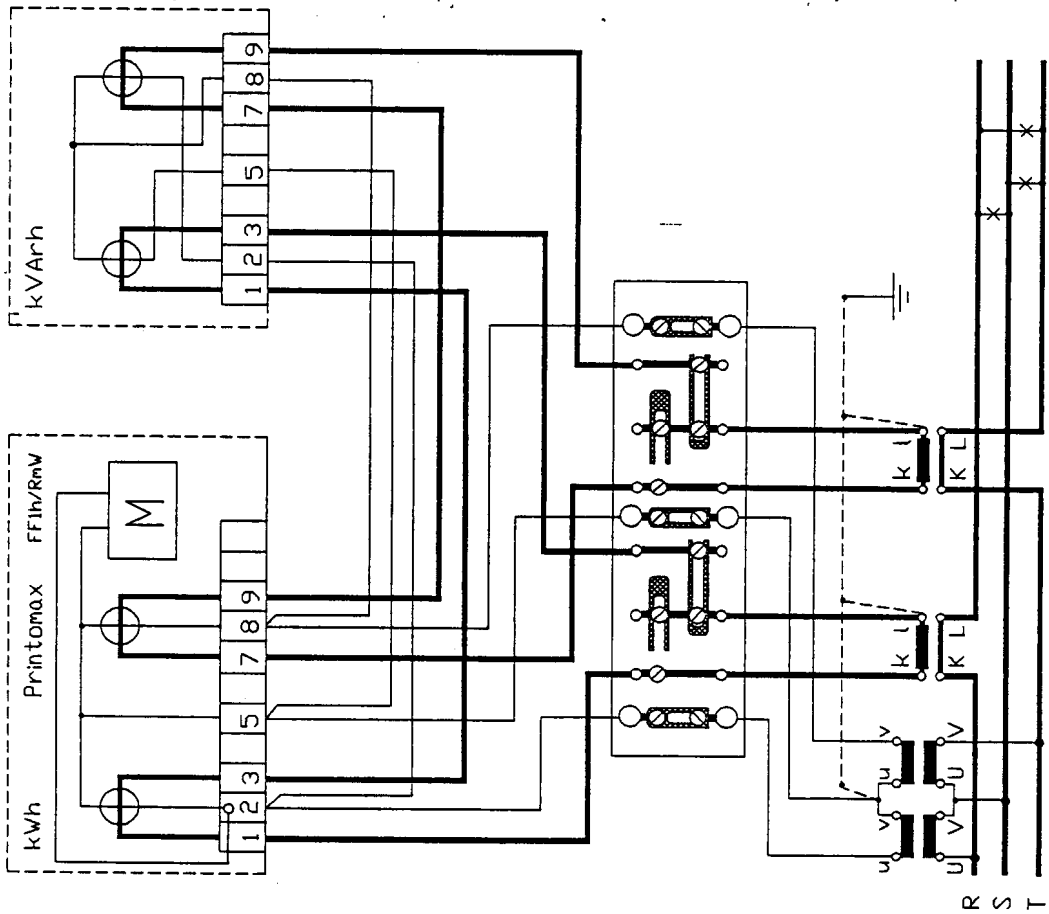 kVArh
1 2 3 5 7 8 9
kWh Printomax FF1h/RmW
M
1 2 3 5 7 8 9
k l
K L
k l
K L
u v u v
U V U V
R
S
T